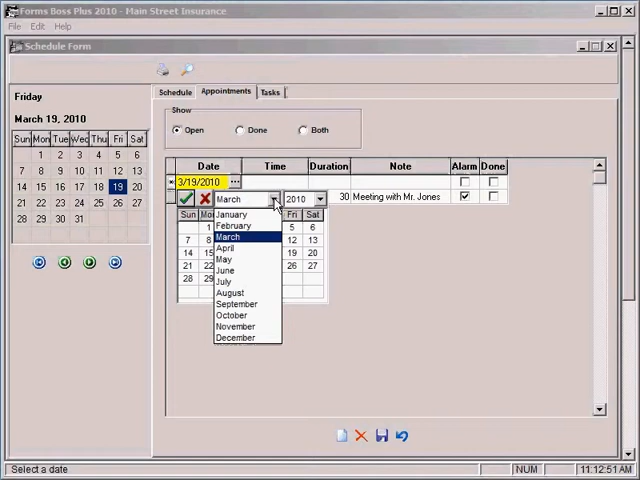 Forms Boss Plus 2010 - Main Street Insurance
File Edit Help
Schedule Form
Friday
March 19, 2010
Sun Mon Tue Wed Thu Fri Sat
1 2 3 4 5 6
7 8 9 10 11 12 13
14 15 16 17 18 19 20
21 22 23 24 25 26 27
28 29 30 31
Schedule Appointments Tasks
Show
Open Done Both
Date Time Duration Note Alarm Done
3/19/2010 ...
March 2010 30 Meeting with Mr. Jones
Sun Fri Sat
1 5 6
7 8 12 13
14 15 19 20
21 22 26 27
28 29
January
February
March
April
May
June
July
August
September
October
November
December
Select a date NUM 11:12:51 AM